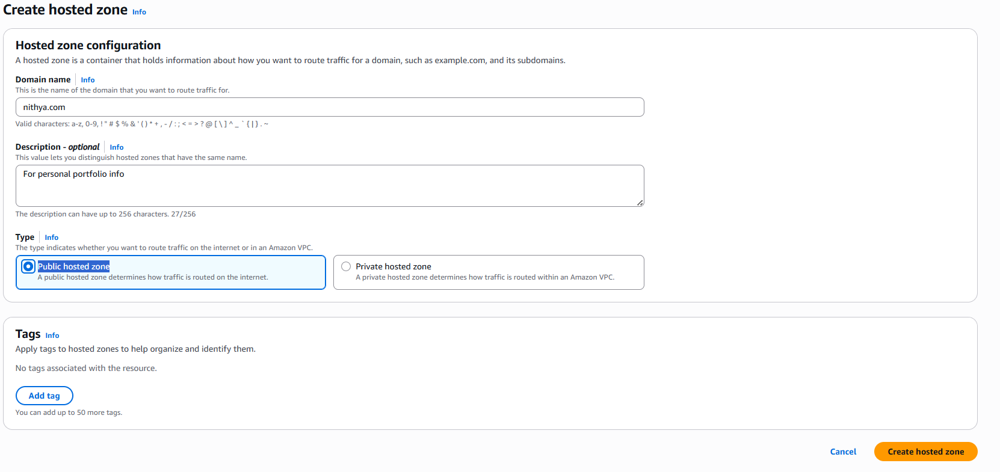 Create hosted zone Info
Hosted zone configuration
A hosted zone is a container that holds information about how you want to route traffic for a domain, such as example.com, and its subdomains.
Domain name Info
This is the name of the domain that you want to route traffic for.
nithya.com
Valid characters: a-z, 0-9, ! " # $ % & ' ( ) * + , - / : ; < = > ? @ [ \ ] ^ _ ` { | } . ~
Description - optional Info
This value lets you distinguish hosted zones that have the same name.
For personal portfolio info
The description can have up to 256 characters. 27/256
Type Info
The type indicates whether you want to route traffic on the internet or in an Amazon VPC.
Public hosted zone
A public hosted zone determines how traffic is routed on the internet.
Private hosted zone
A private hosted zone determines how traffic is routed within an Amazon VPC.
Tags Info
Apply tags to hosted zones to help organize and identify them.
No tags associated with the resource.
Add tag
You can add up to 50 more tags.
Cancel
Create hosted zone